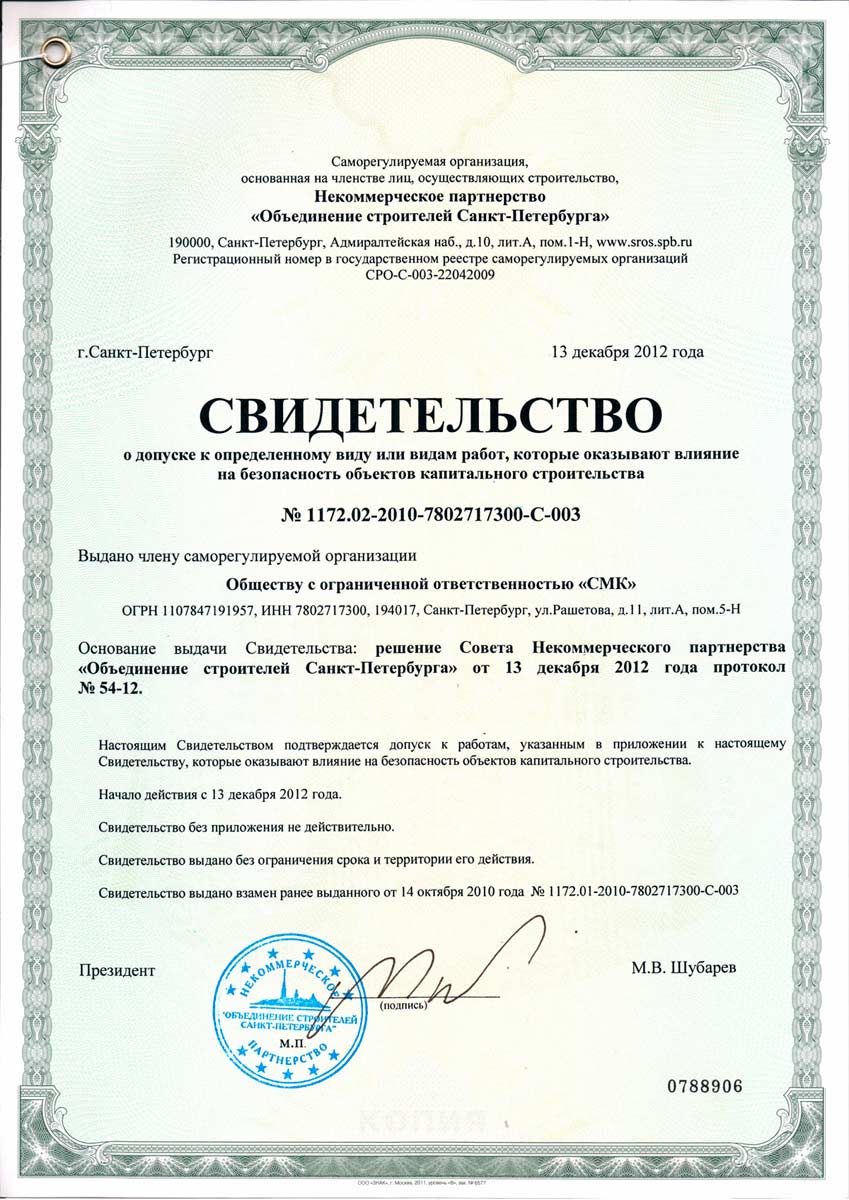 Саморегулируемая организация,
основанная на членстве лиц, осуществляющих строительство,
Некоммерческое партнерство
«Объединение строителей Санкт-Петербурга»
190000, Санкт-Петербург, Адмиралтейская наб., д.10, лит.А, пом.1-Н, www.sros.spb.ru
Регистрационный номер в государственном реестре саморегулируемых организаций
СРО-С-003-22042009
г.Санкт-Петербург 13 декабря 2012 года
СВИДЕТЕЛЬСТВО
о допуске к определенному виду или видам работ, которые оказывают влияние
на безопасность объектов капитального строительства
№ 1172.02-2010-7802717300-С-003
Выдано члену саморегулируемой организации
Обществу с ограниченной ответственностью «СМК»
ОГРН 1107847191957, ИНН 7802717300, 194017, Санкт-Петербург, ул.Рашетова, д.11, лит.А, пом.5-Н
Основание выдачи Свидетельства: решение Совета Некоммерческого партнерства
«Объединение строителей Санкт-Петербурга» от 13 декабря 2012 года протокол
№ 54-12.
Настоящим Свидетельством подтверждается допуск к работам, указанным в приложении к настоящему
Свидетельству, которые оказывают влияние на безопасность объектов капитального строительства.
Начало действия с 13 декабря 2012 года.
Свидетельство без приложения не действительно.
Свидетельство выдано без ограничения срока и территории его действия.
Свидетельство выдано взамен ранее выданного от 14 октября 2010 года № 1172.01-2010-7802717300-С-003
Президент М.В. Шубарев
(подпись)
НЕКОММЕРЧЕСКОЕ
"ОБЪЕДИНЕНИЕ СТРОИТЕЛЕЙ
САНКТ-ПЕТЕРБУРГА"
М.П.
ПАРТНЕРСТВО
0788906
ООО «ЗНАК», г. Москва, 2011, уровень «В», зак. № 6577